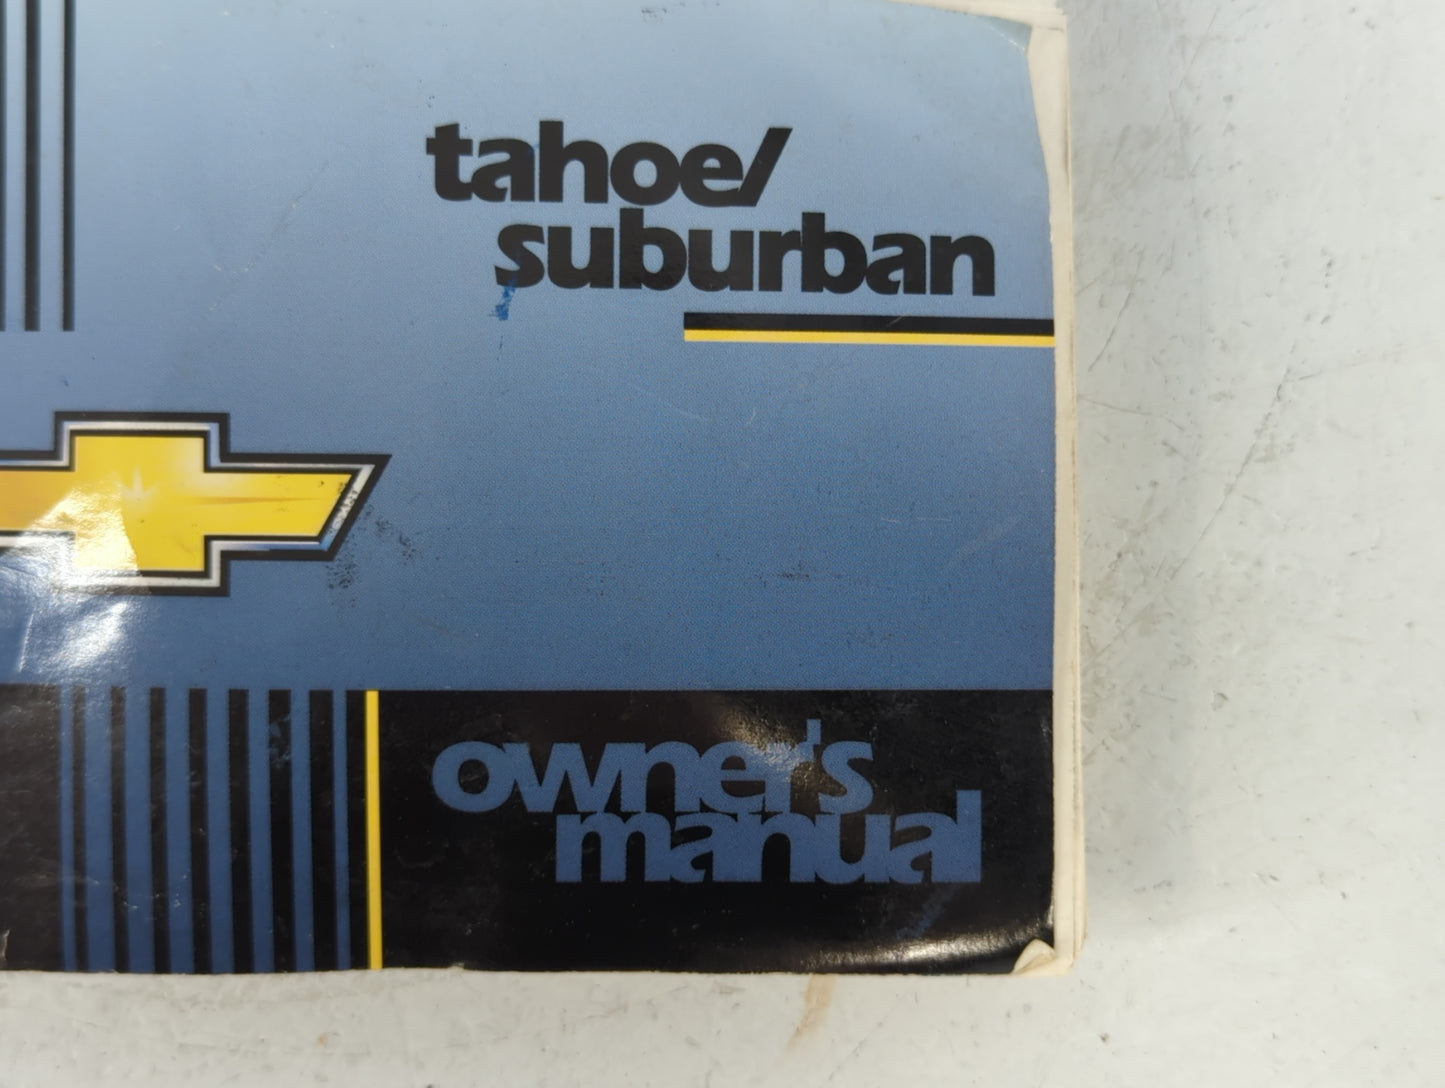 tahoe/
suburban
owner's
manual